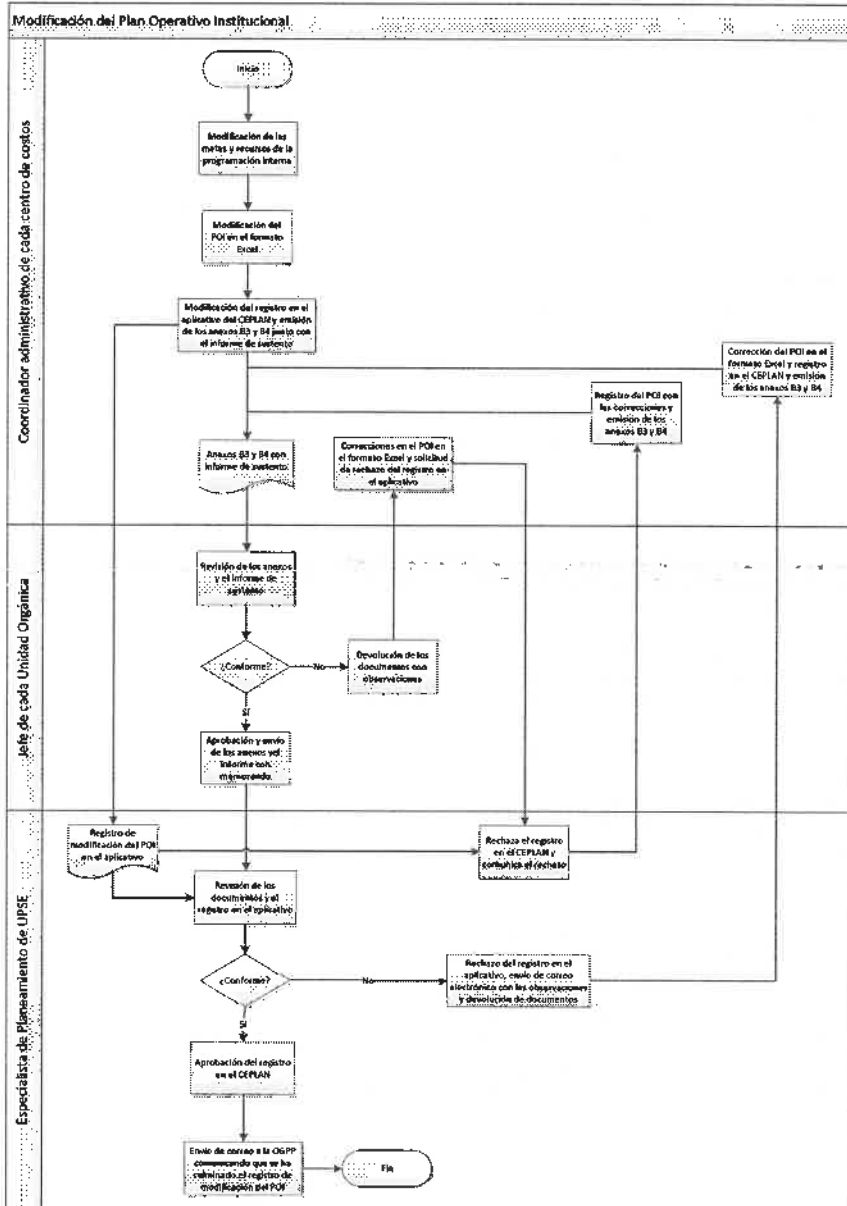 Modificación del Plan Operativo Institucional
Coordinador administrativo de cada centro de costos
Inicio
Modificación de las
metas y recursos de la
programación interna
Modificación del
POI en el formato
Excel
Modificación del registro en el
aplicativo del CEPLAN y emisión
de los anexos B3 y B4 junto con
el informe de sustento
Corrección del POI en el
formato Excel y registro
en el CEPLAN y emisión
de los anexos B3 y B4
Registro del POI con
las correcciones y
emisión de los
anexos B3 y B4
Anexos B3 y B4 con
informe de sustento
Correcciones en el POI en
el formato Excel y solicitud
de rechazo del registro en
el aplicativo
Jefe de cada Unidad Orgánica
Revisión de los anexos
y el informe de
sustento
¿Conforme?
No
Devolución de los
documentos con
observaciones
Sí
Aprobación y envío
de los anexos y el
informe con
memorando
Especialista de Planeamiento de UPSE
Registro de
modificación del POI
en el aplicativo
Rechaza el registro
en el CEPLAN y
comunica el rechazo
Revisión de los
documentos y el
registro en el aplicativo
¿Conforme?
No
Rechazo del registro en el
aplicativo, envío de correo
electrónico con las observaciones
y devolución de documentos
Sí
Aprobación del registro
en el CEPLAN
Envío de correo a la OGPP
comunicando que se ha
culminado el registro de
modificación del POI
Fin